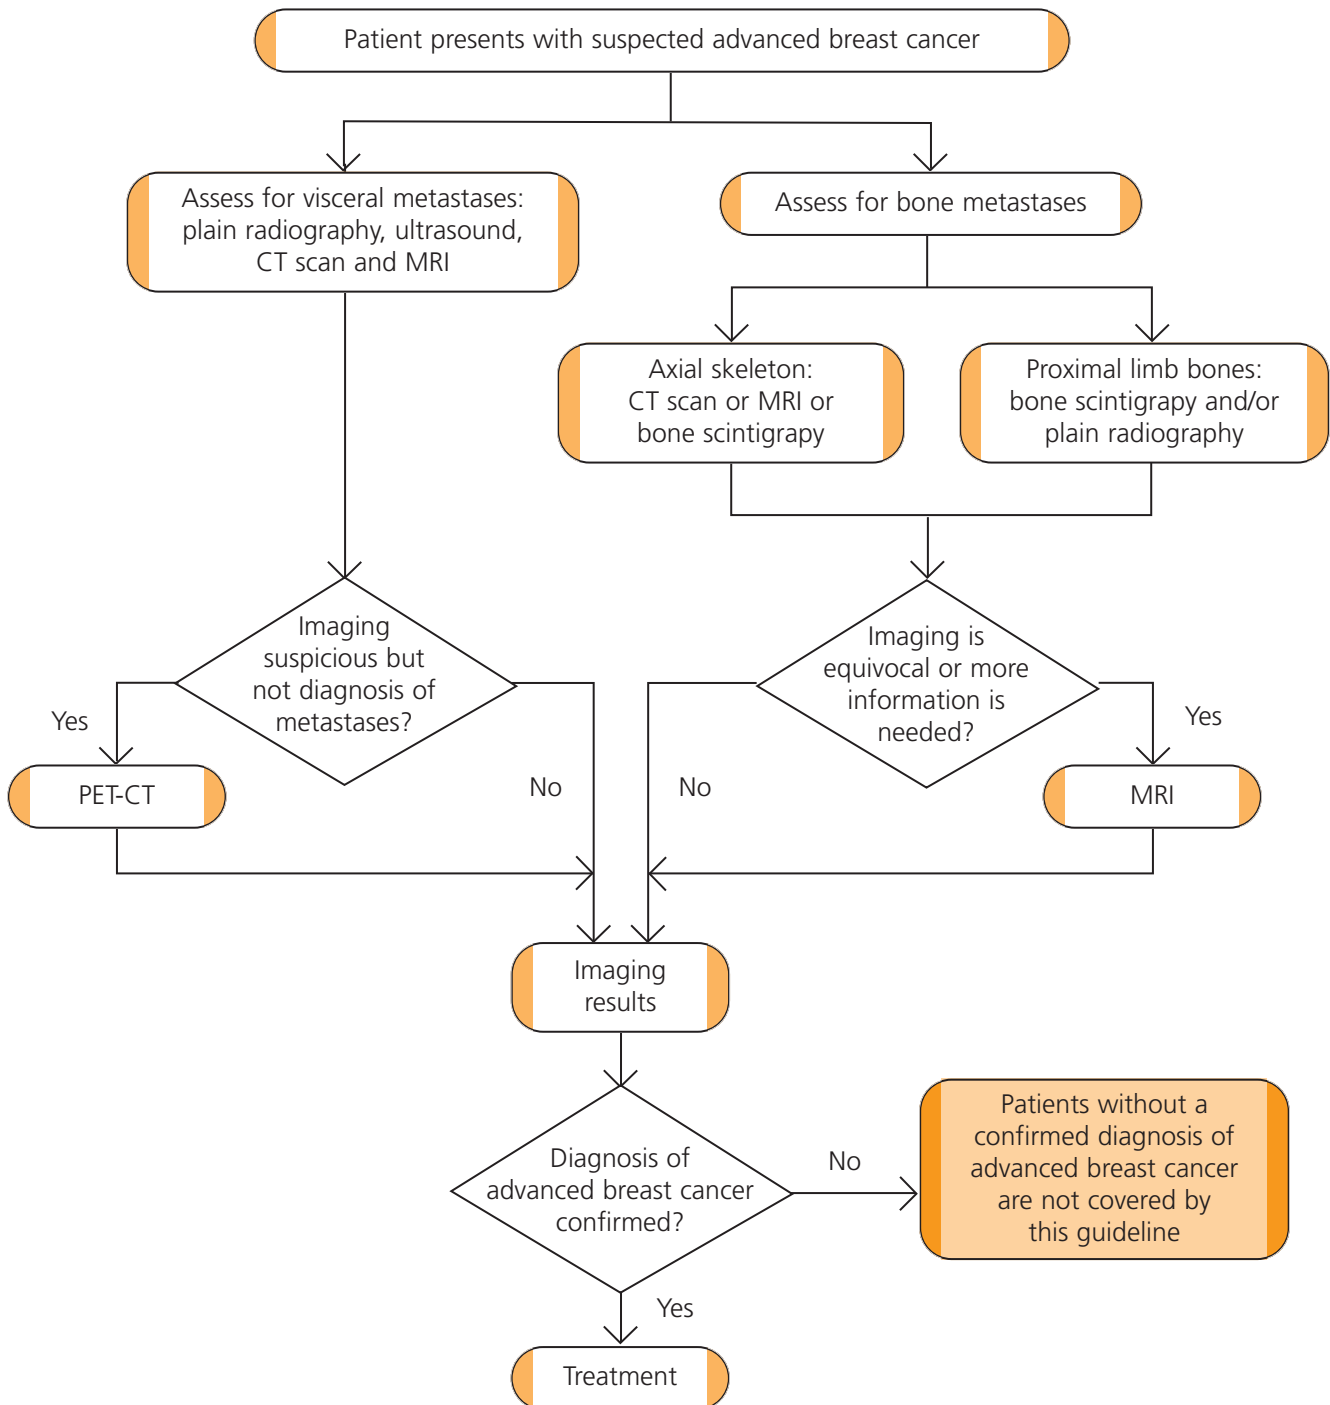 Patient presents with suspected advanced breast cancer
Assess for visceral metastases:
plain radiography, ultrasound,
CT scan and MRI
Assess for bone metastases
Axial skeleton:
CT scan or MRI or
bone scintigrapy
Proximal limb bones:
bone scintigrapy and/or
plain radiography
Imaging
suspicious but
not diagnosis of
metastases?
Imaging is
equivocal or more
information is
needed?
Yes
No
No
Yes
PET-CT
MRI
Imaging
results
Diagnosis of
advanced breast cancer
confirmed?
No
Patients without a
confirmed diagnosis of
advanced breast cancer
are not covered by
this guideline
Yes
Treatment